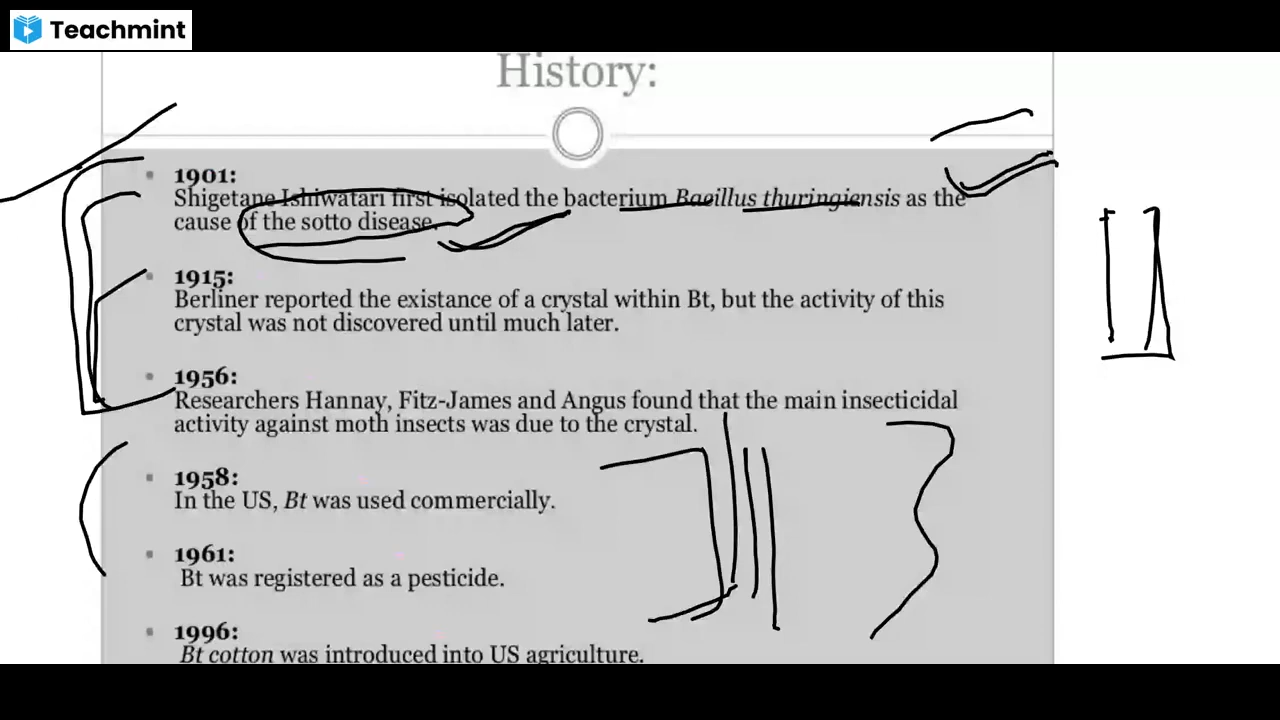 Teachmint
History:
1901:
Shigetane Ishiwatari first isolated the bacterium Bacillus thuringiensis as the
cause of the sotto disease.
1915:
Berliner reported the existance of a crystal within Bt, but the activity of this
crystal was not discovered until much later.
1956:
Researchers Hannay, Fitz-James and Angus found that the main insecticidal
activity against moth insects was due to the crystal.
1958:
In the US, Bt was used commercially.
1961:
Bt was registered as a pesticide.
1996:
Bt cotton was introduced into US agriculture.